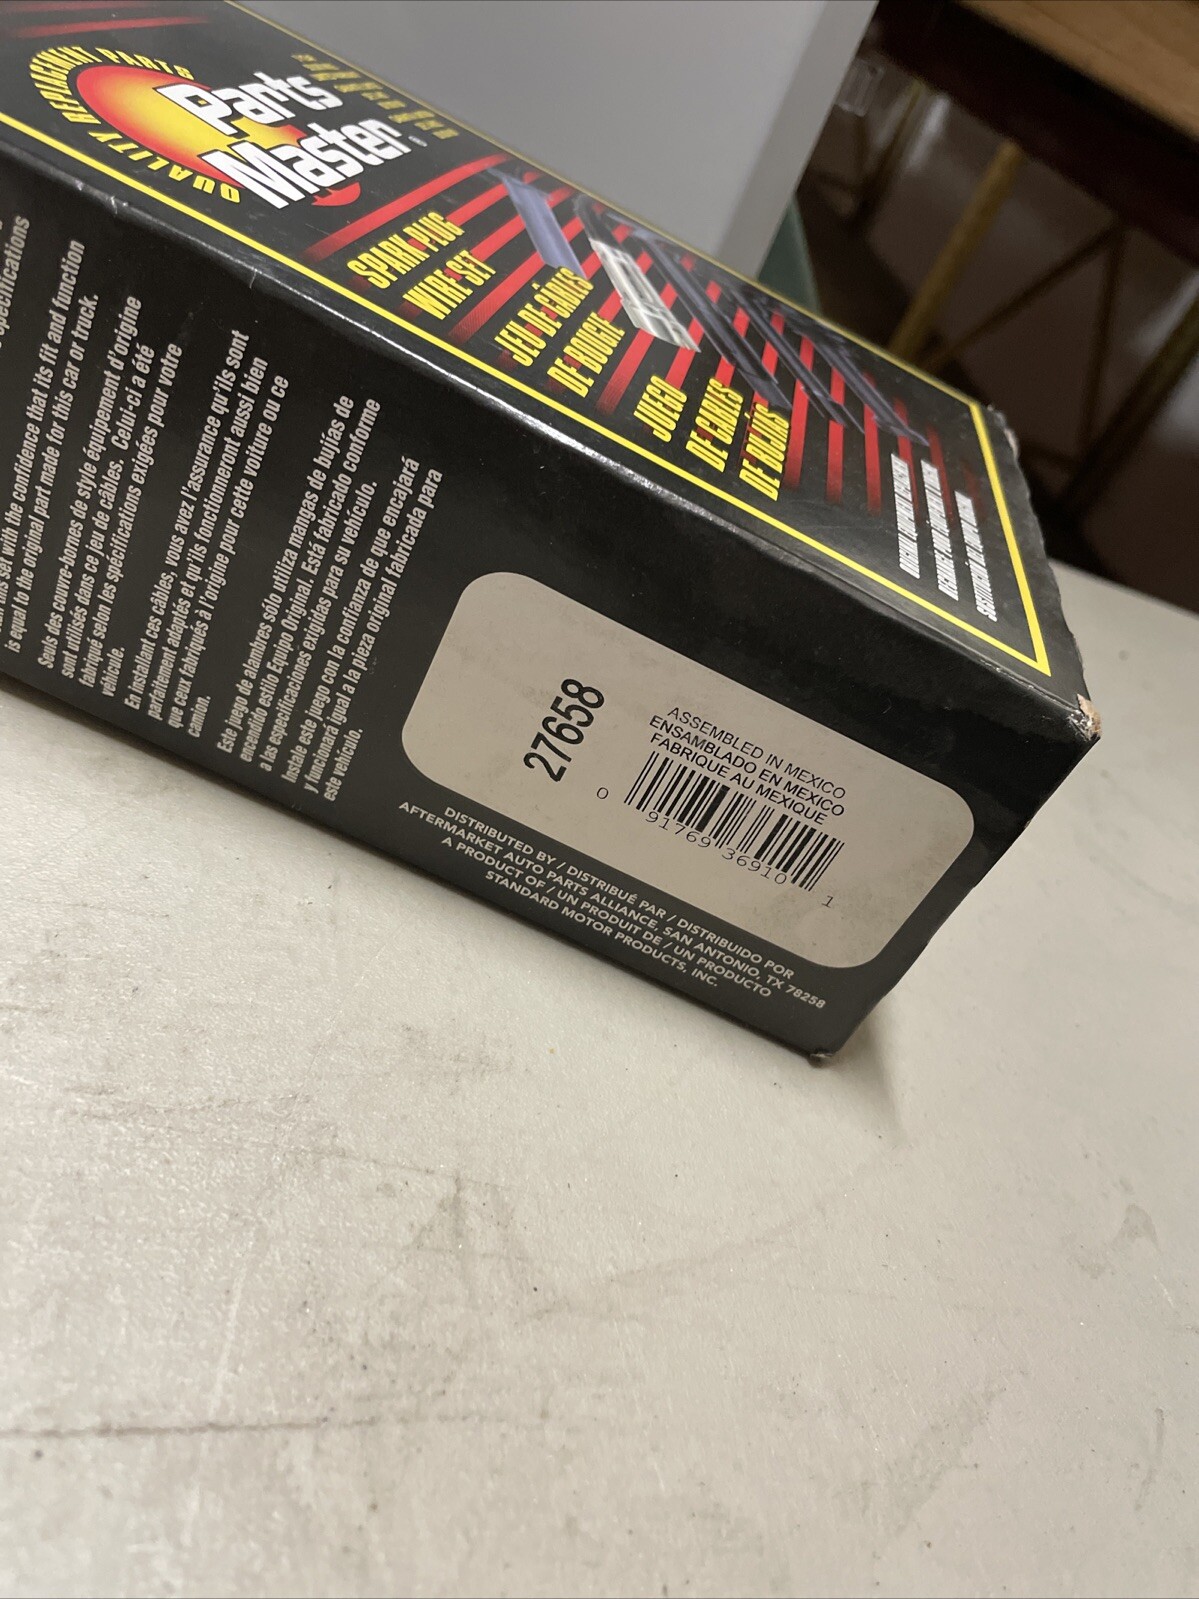 QUALITY REPLACEMENT PARTS
Parts
Master
SPARK PLUG
WIRE SET
JEU DE CÂBLES
DE BOUGIE
JUEGO
DE CABLES
DE BUJÍAS
specifications
this set with the confidence that its fit and function
is equal to the original part made for this car or truck.
Seuls des couvre-bornes de style équipement d'origine
sont utilisés dans ce jeu de câbles. Celui-ci a été
fabriqué selon les spécifications exigées pour votre
véhicule.
En installant ces câbles, vous avez l'assurance qu'ils sont
parfaitement adaptés et qu'ils fonctionneront aussi bien
que ceux fabriqués à l'origine pour cette voiture ou ce
camion.
Este juego de alambres sólo utiliza mangas de bujías de
encendido estilo Equipo Original. Está fabricado conforme
a las especificaciones exigidas para su vehículo.
Instale este juego con la confianza de que encajará
y funcionará igual a la pieza original fabricada para
este vehículo.
27658
ASSEMBLED IN MEXICO
ENSAMBLADO EN MEXICO
FABRIQUE AU MEXIQUE
0 91769 36910 1
DISTRIBUTED BY / DISTRIBUÉ PAR / DISTRIBUIDO POR
AFTERMARKET AUTO PARTS ALLIANCE, SAN ANTONIO, TX 78258
A PRODUCT OF / UN PRODUIT DE / UN PRODUCTO
STANDARD MOTOR PRODUCTS, INC.